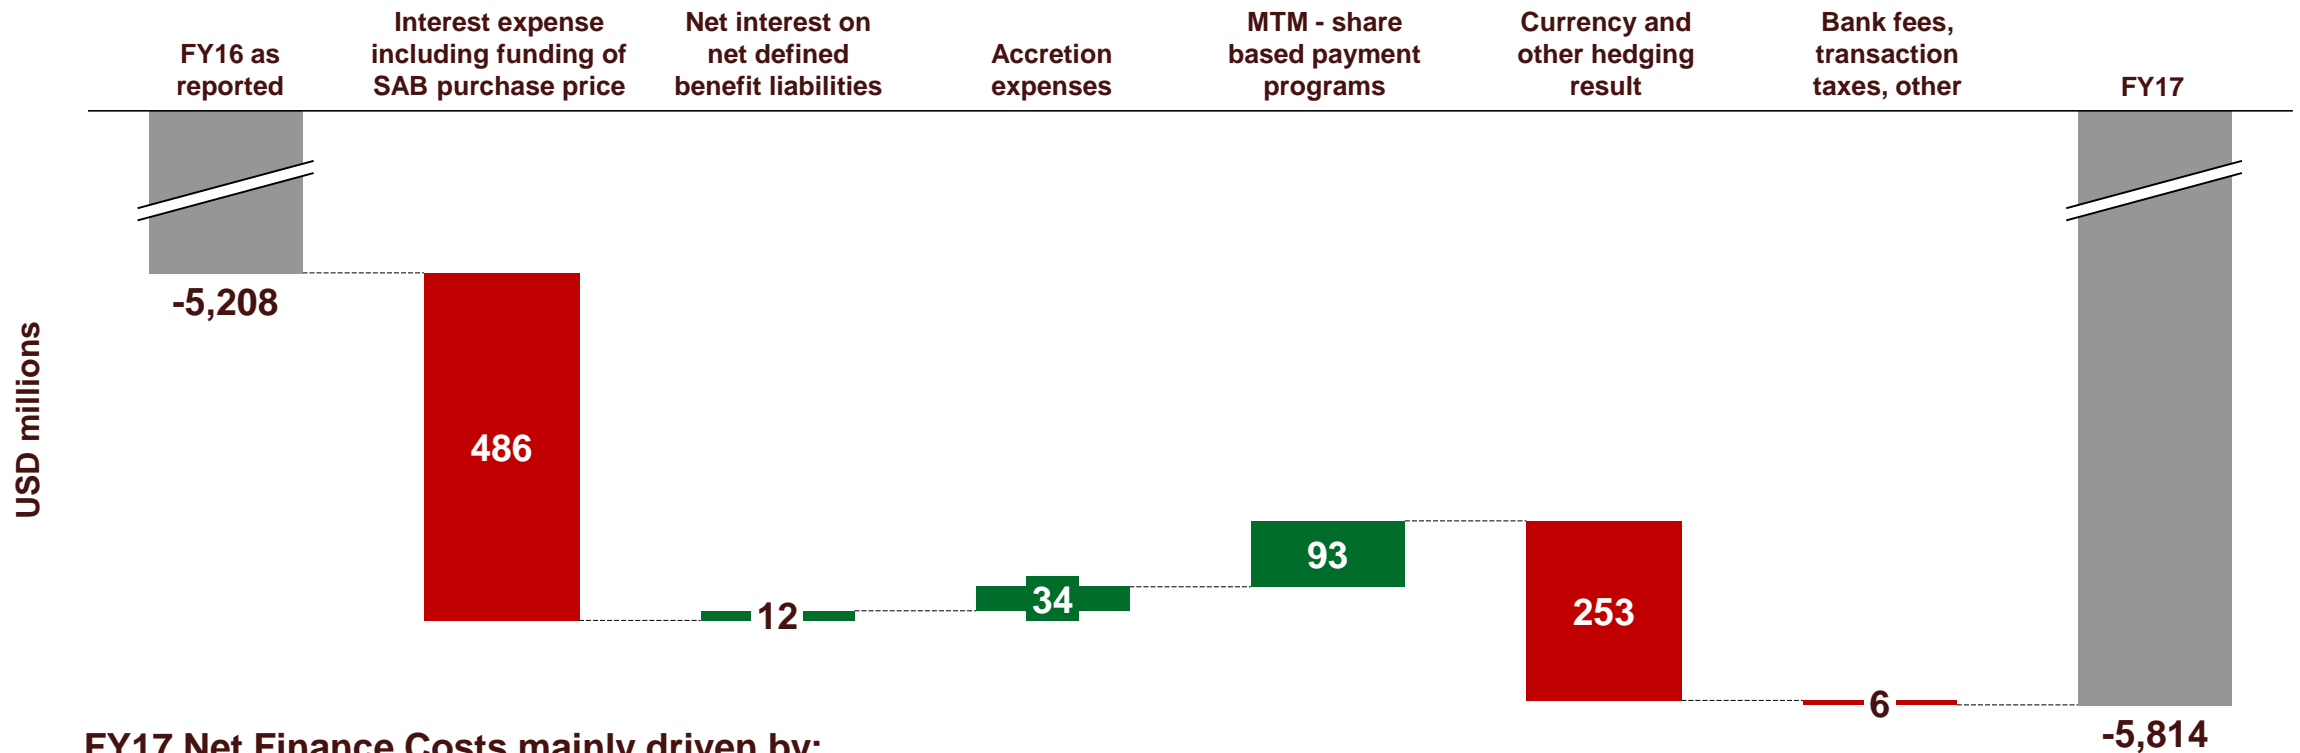 FY16 as
reported
Interest expense
including funding of
SAB purchase price
Net interest on
net defined
benefit liabilities
Accretion
expenses
MTM - share
based payment
programs
Currency and
other hedging
result
Bank fees,
transaction
taxes, other
FY17
USD millions
-5,208
486
12
34
93
253
6
-5,814
FY17 Net Finance Costs mainly driven by: